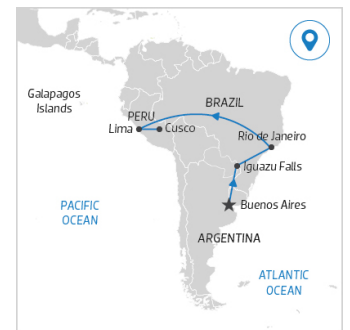 Galapagos
Islands
BRAZIL
PERU
Lima
Cusco
Rio de Janeiro
Iguazu Falls
PACIFIC
OCEAN
Buenos Aires
ARGENTINA
ATLANTIC
OCEAN